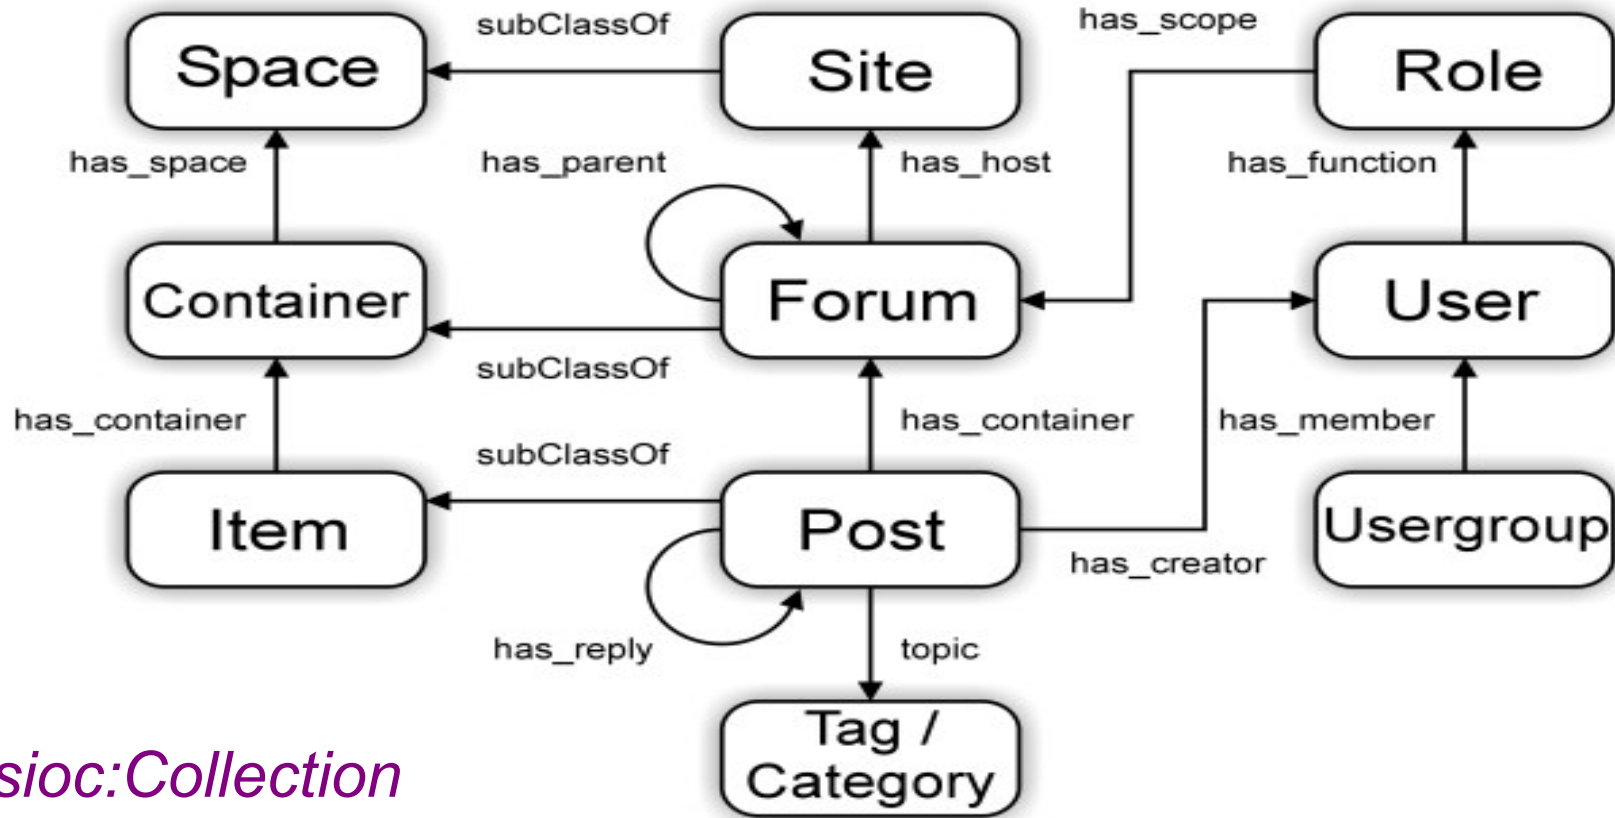 subClassOf
has_scope
Space
Site
Role
has_space
has_parent
has_host
has_function
Container
Forum
User
subClassOf
has_container
has_container
has_member
subClassOf
Item
Post
Usergroup
has_creator
has_reply
topic
Tag /
Category
sioc:Collection